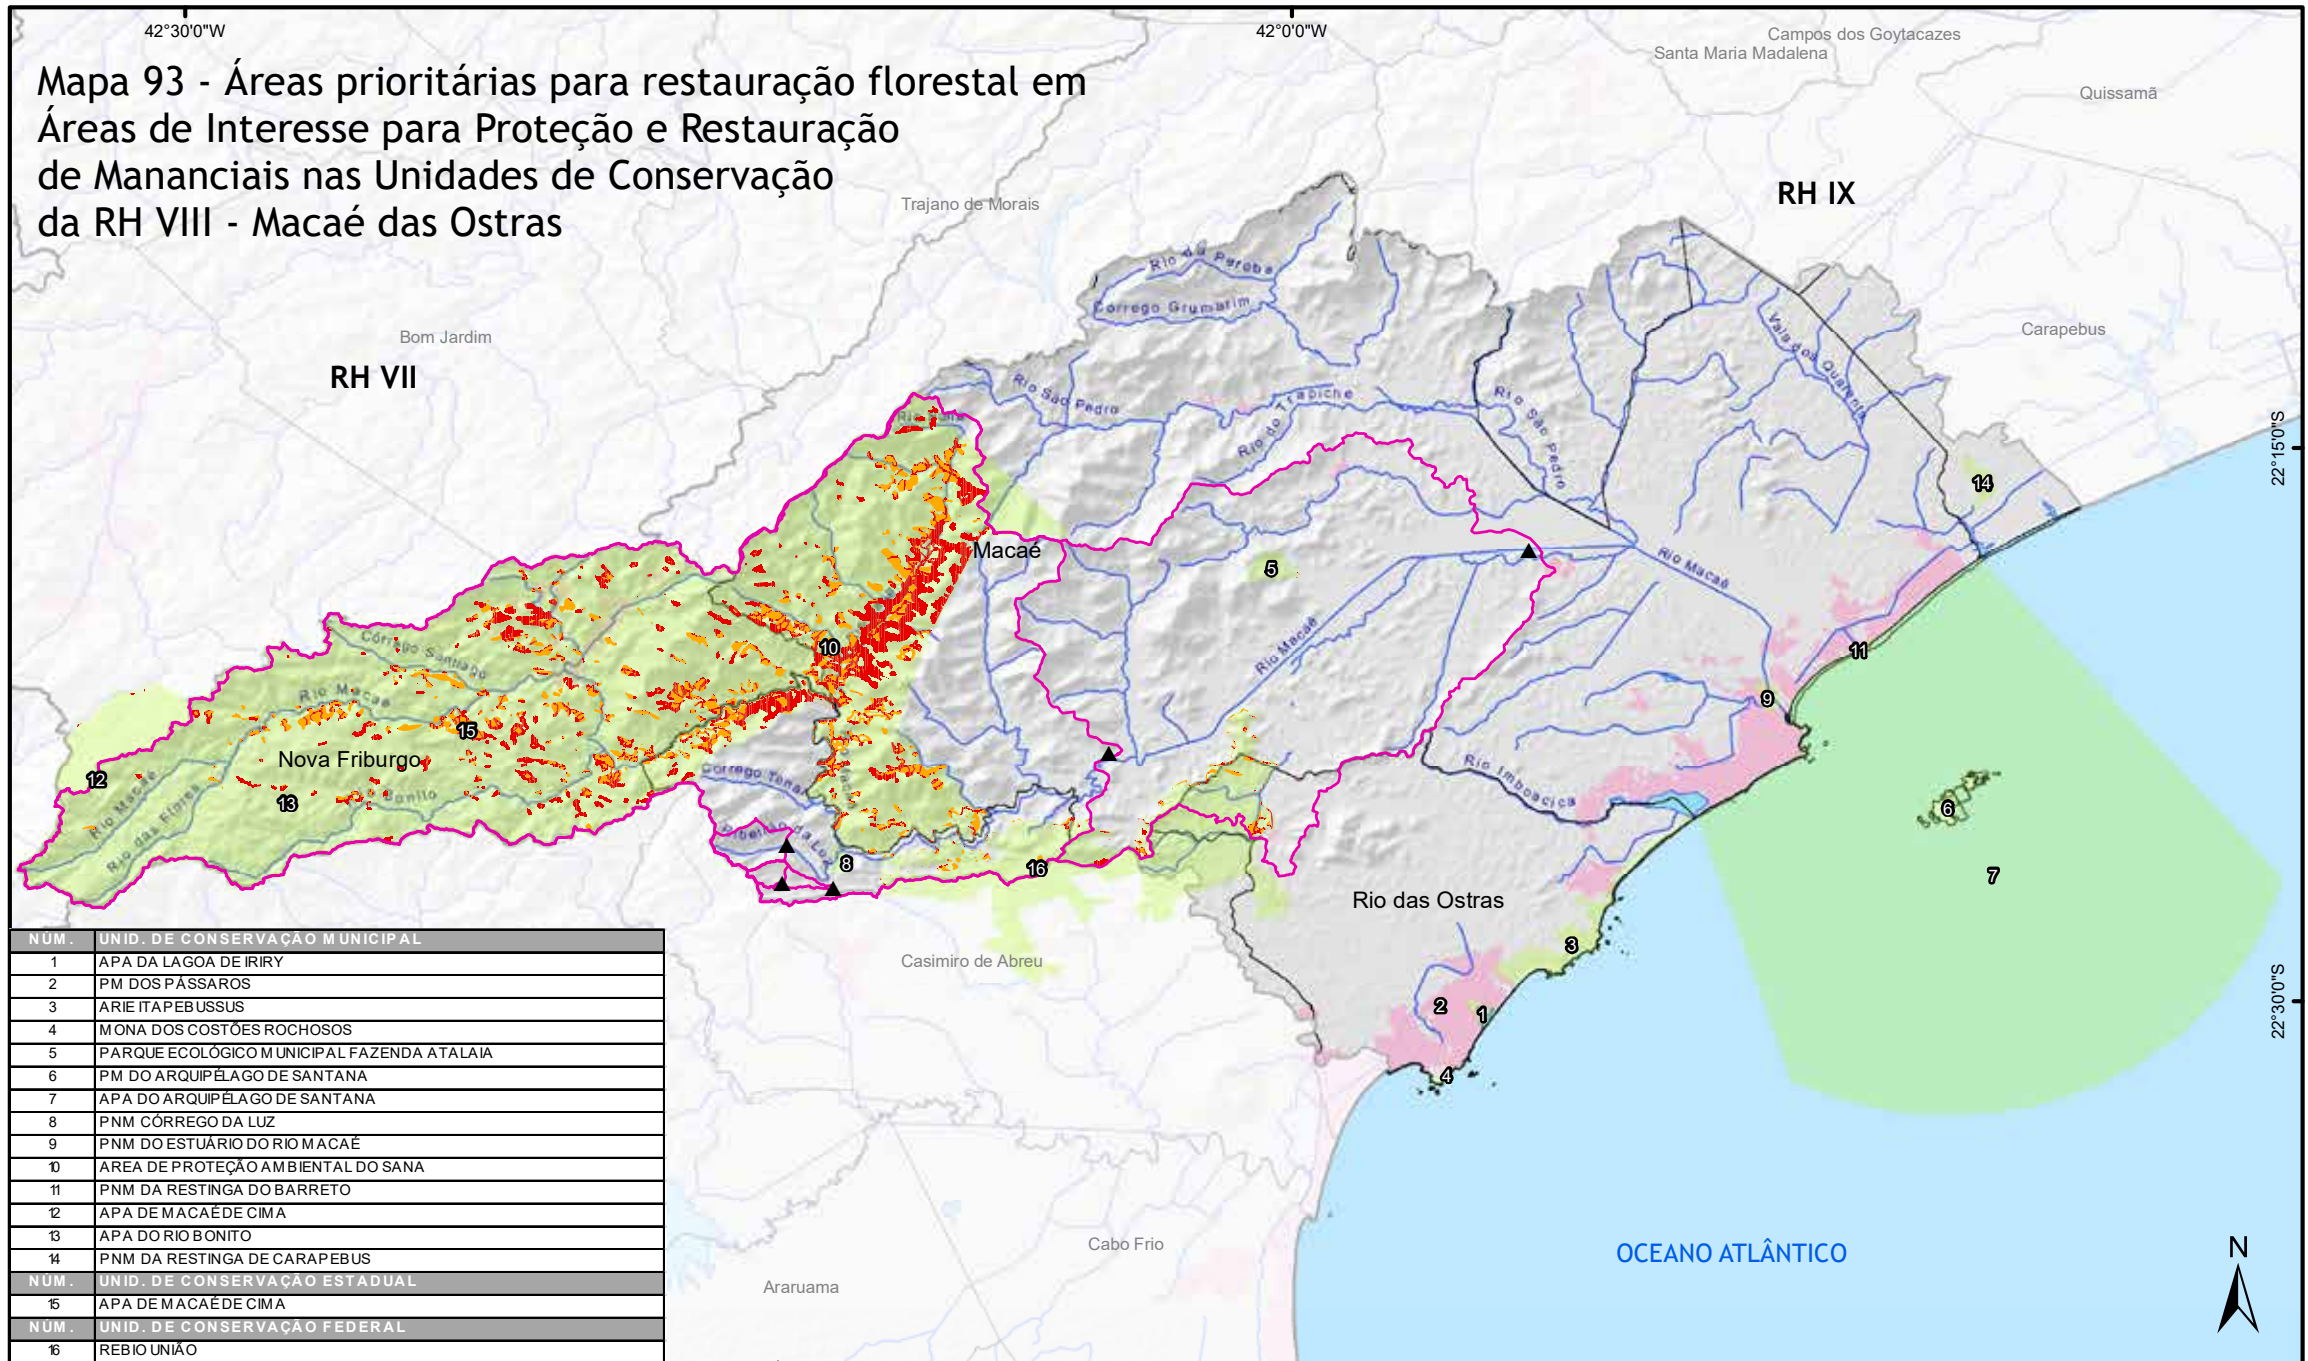 42°30'0"W
42°0'0"W
Mapa 93 - Áreas prioritárias para restauração florestal em
Áreas de Interesse para Proteção e Restauração
de Mananciais nas Unidades de Conservação
da RH VIII - Macaé das Ostras
Campos dos Goytacazes
Santa Maria Madalena
Quissamã
Trajano de Morais
RH IX
Rio da Peroba
Corrego Grumarim
Carapebus
Bom Jardim
RH VII
Vala dos Quarenta
Rio São Pedro
Rio do Trapiche
Rio São Pedro
22°15'0"S
14
Macaé
5
Rio Macaé
10
Córrego Santiago
Rio Macaé
11
Rio Macaé
9
15
Nova Friburgo
12
13
Bonito
Rio Macaé
Rio das Flores
Corrego Tenal
Rio Imboacica
6
Ribeirão da Luz
8
16
7
Rio das Ostras
3
Casimiro de Abreu
2
1
22°30'0"S
4
Cabo Frio
Araruama
OCEANO ATLÂNTICO
N
NÚM. UNID. DE CONSERVAÇÃO MUNICIPAL
1 APA DA LAGOA DE IRIRY
2 PM DOS PÁSSAROS
3 ARIE ITAPEBUSSUS
4 MONA DOS COSTÕES ROCHOSOS
5 PARQUE ECOLÓGICO MUNICIPAL FAZENDA ATALAIA
6 PM DO ARQUIPÉLAGO DE SANTANA
7 APA DO ARQUIPÉLAGO DE SANTANA
8 PNM CÓRREGO DA LUZ
9 PNM DO ESTUÁRIO DO RIO MACAÉ
10 AREA DE PROTEÇÃO AMBIENTAL DO SANA
11 PNM DA RESTINGA DO BARRETO
12 APA DE MACAÉ DE CIMA
13 APA DO RIO BONITO
14 PNM DA RESTINGA DE CARAPEBUS
NÚM. UNID. DE CONSERVAÇÃO ESTADUAL
15 APA DE MACAÉ DE CIMA
NÚM. UNID. DE CONSERVAÇÃO FEDERAL
16 REBIO UNIÃO